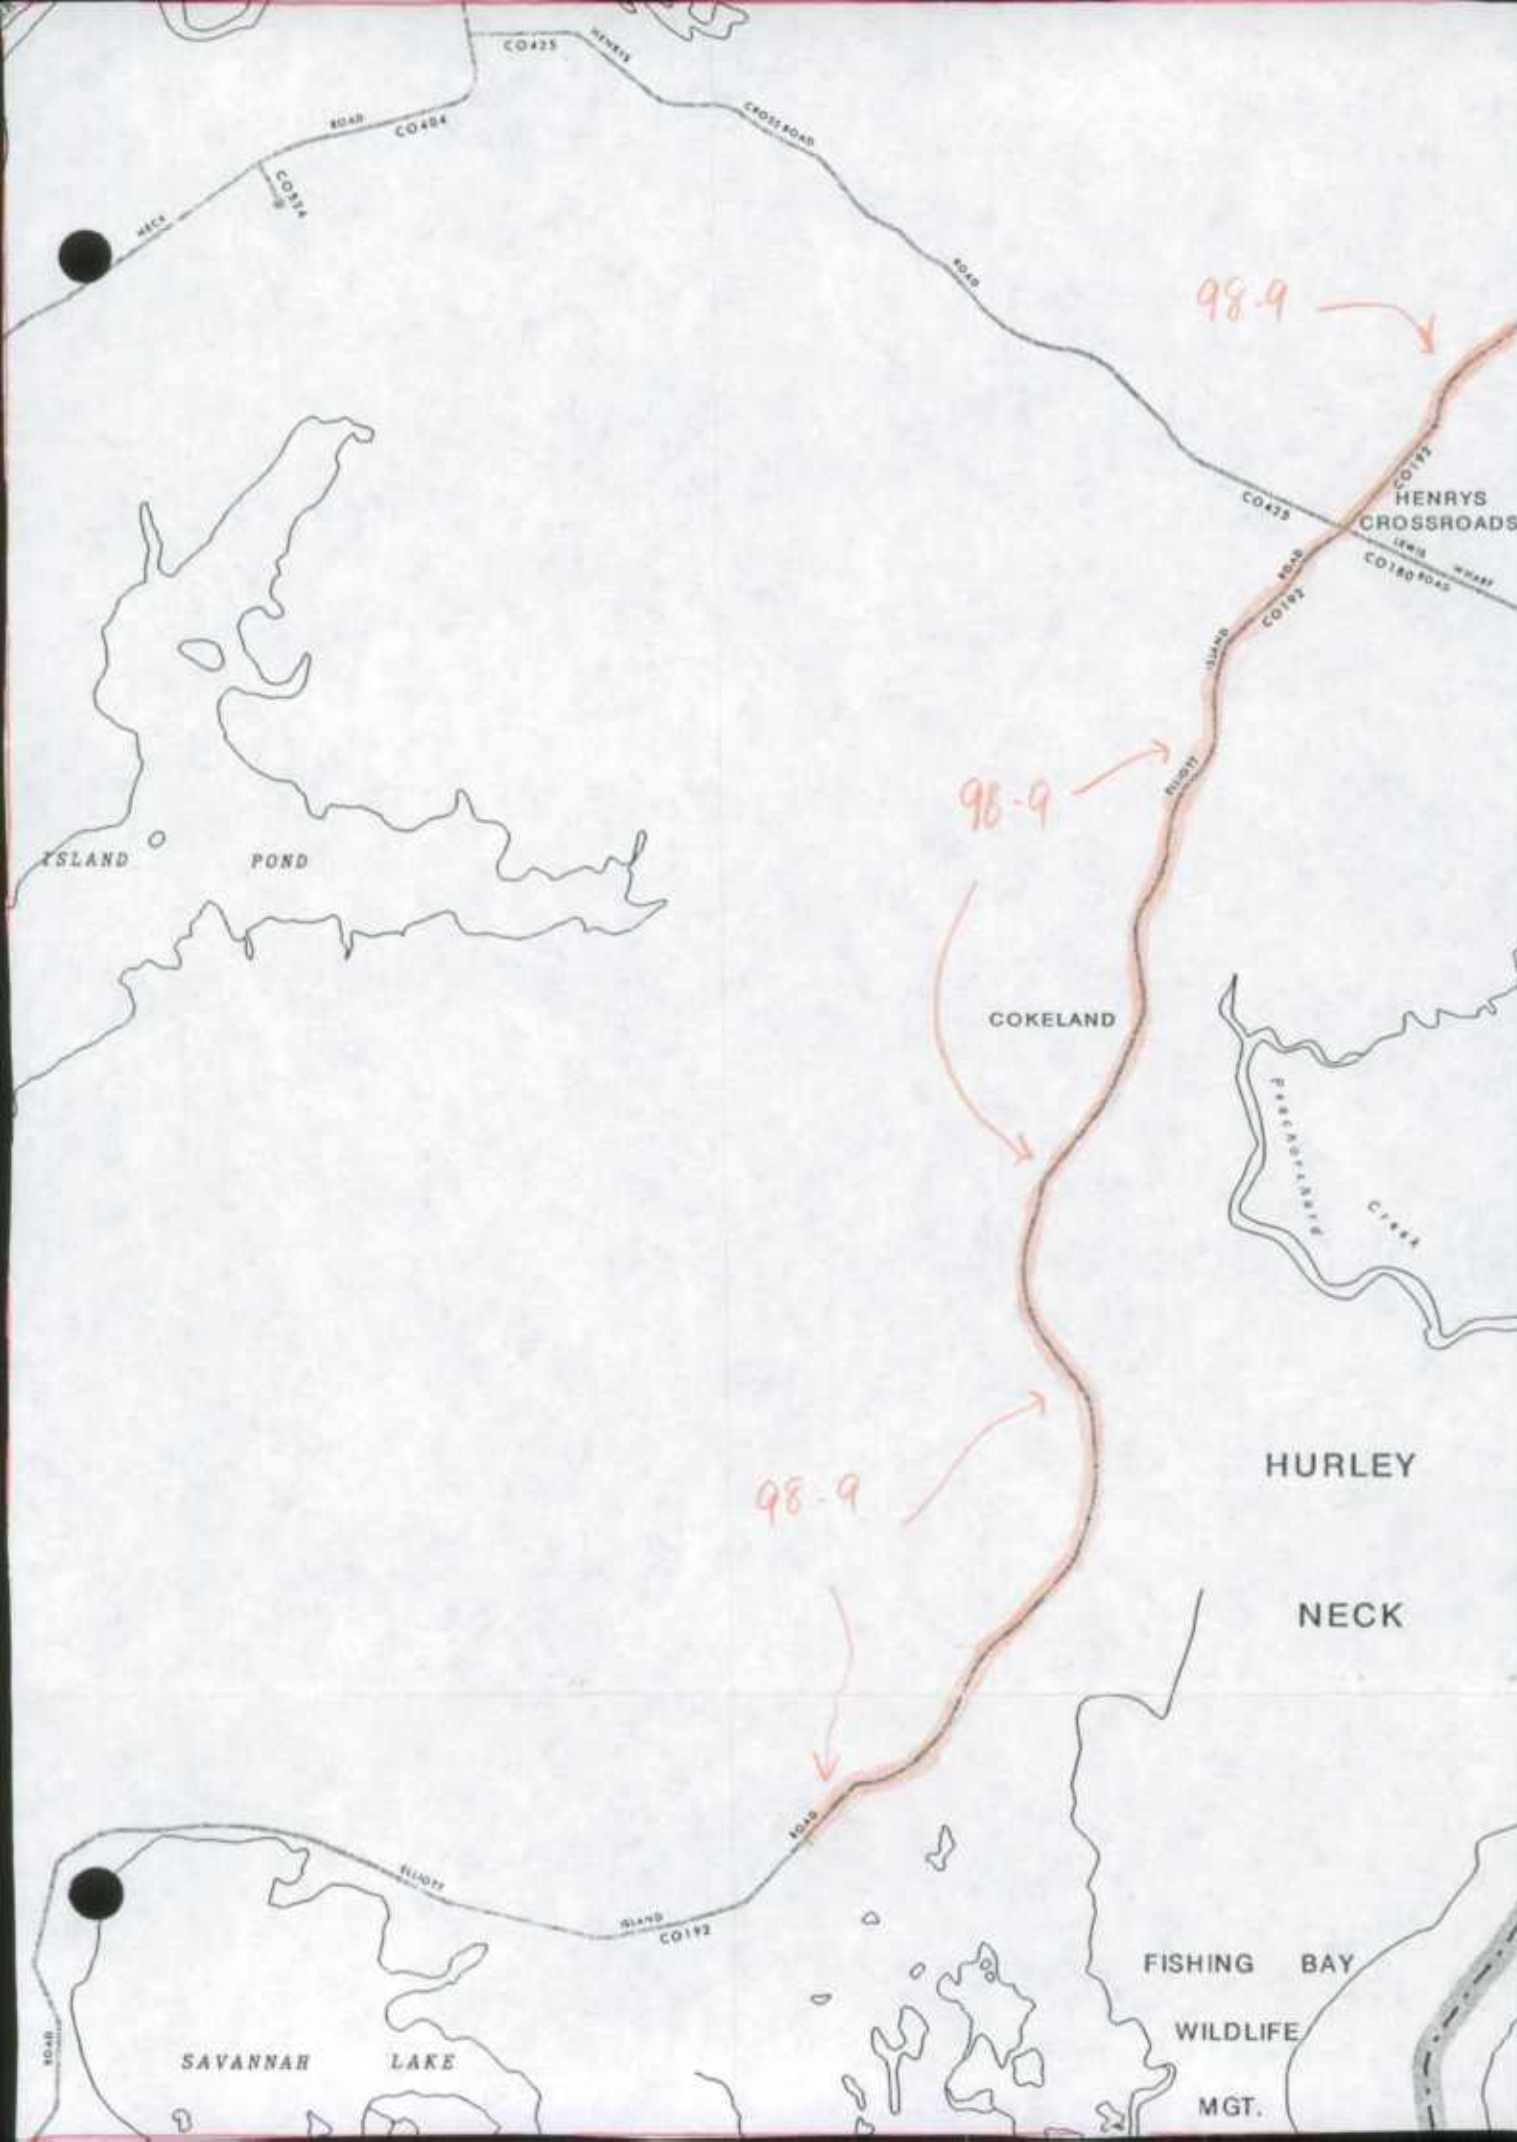 CO425
HENRYS
CROSSROAD
ROAD
CO404
NECK
CO324
ROAD
98-9
CO192
HENRYS
CROSSROADS
CO425
LEWIS WHARF
CO180 ROAD
ROAD
CO192
ISLAND
98-9
ELLIOTT
ISLAND POND
COKELAND
Peachorchard
Creek
HURLEY
98-9
NECK
ROAD
ELLIOTT
ISLAND
CO192
FISHING BAY
WILDLIFE
ROAD
SAVANNAH LAKE
MGT.